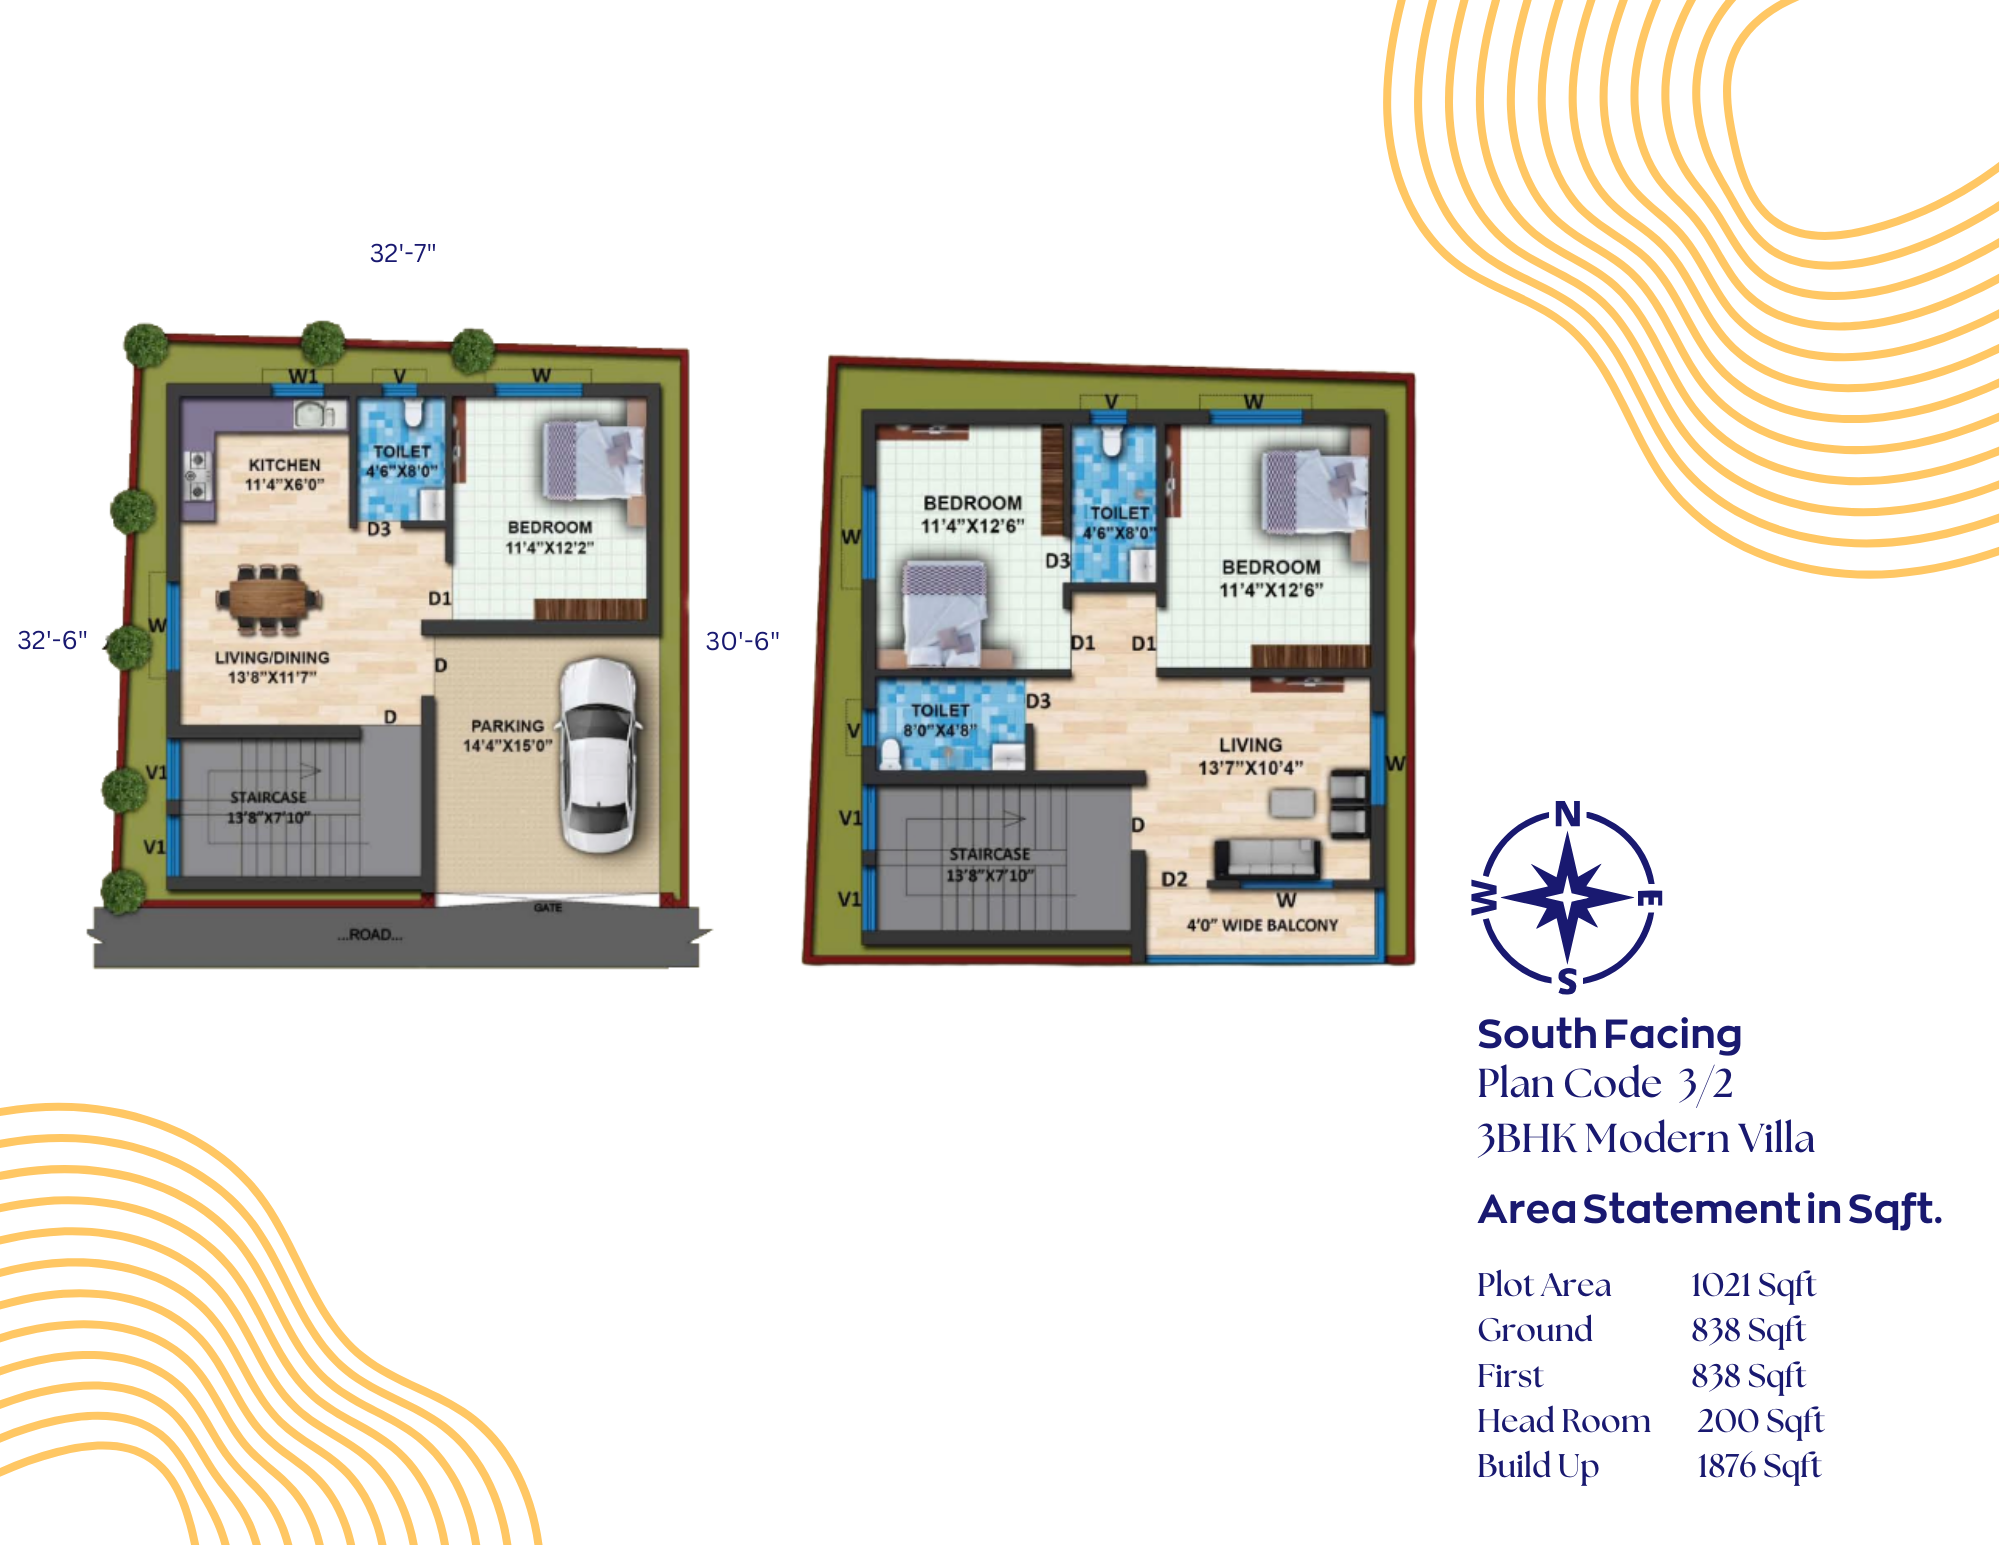 32'-7"
W1
V
W
KITCHEN
11'4"X6'0"
TOILET
4'6"X8'0"
D3
BEDROOM
11'4"X12'2"
D1
W
32'-6"
30'-6"
LIVING/DINING
13'8"X11'7"
D
D
PARKING
14'4"X15'0"
V1
STAIRCASE
13'8"X7'10"
V1
GATE
...ROAD...
V
W
BEDROOM
11'4"X12'6"
W
TOILET
4'6"X8'0"
D3
BEDROOM
11'4"X12'6"
D1
D1
D3
TOILET
8'0"X4'8"
V
LIVING
13'7"X10'4"
W
V1
D
STAIRCASE
13'8"X7'10"
V1
D2
W
4'0" WIDE BALCONY
N
W
E
S
South Facing
Plan Code 3/2
3BHK Modern Villa
Area Statement in Sqft.
Plot Area 1021 Sqft
Ground 838 Sqft
First 838 Sqft
Head Room 200 Sqft
Build Up 1876 Sqft